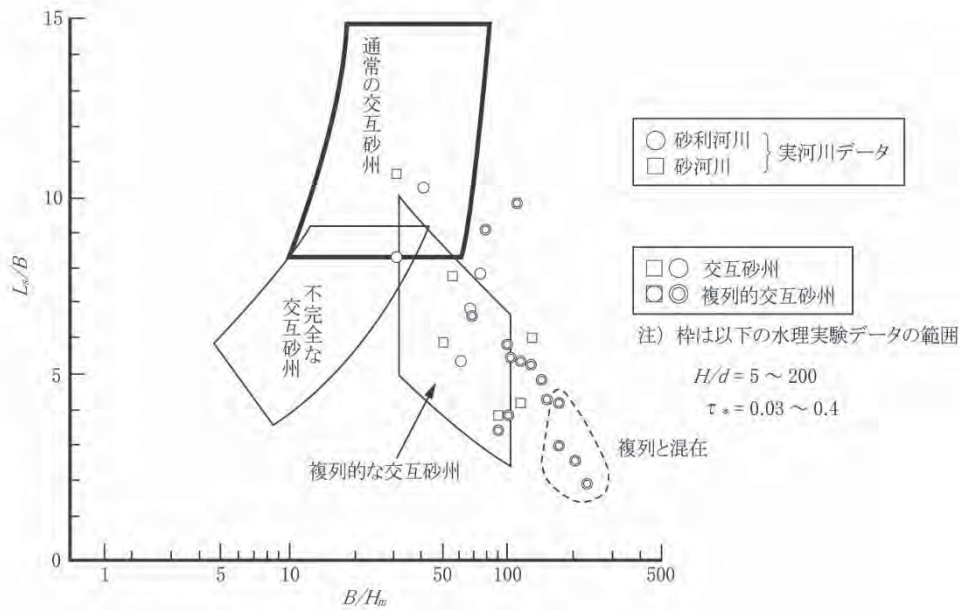 15
10
5
0
Ls/B
1
5
10
50
100
500
B/Hm
通常の交互砂州
不完全な
交互砂州
複列的な交互砂州
複列と混在
○ 砂利河川
□ 砂河川
} 実河川データ
□○ 交互砂州
▣◎ 複列的交互砂州
注）枠は以下の水理実験データの範囲
H/d = 5 ～ 200
τ* = 0.03 ～ 0.4